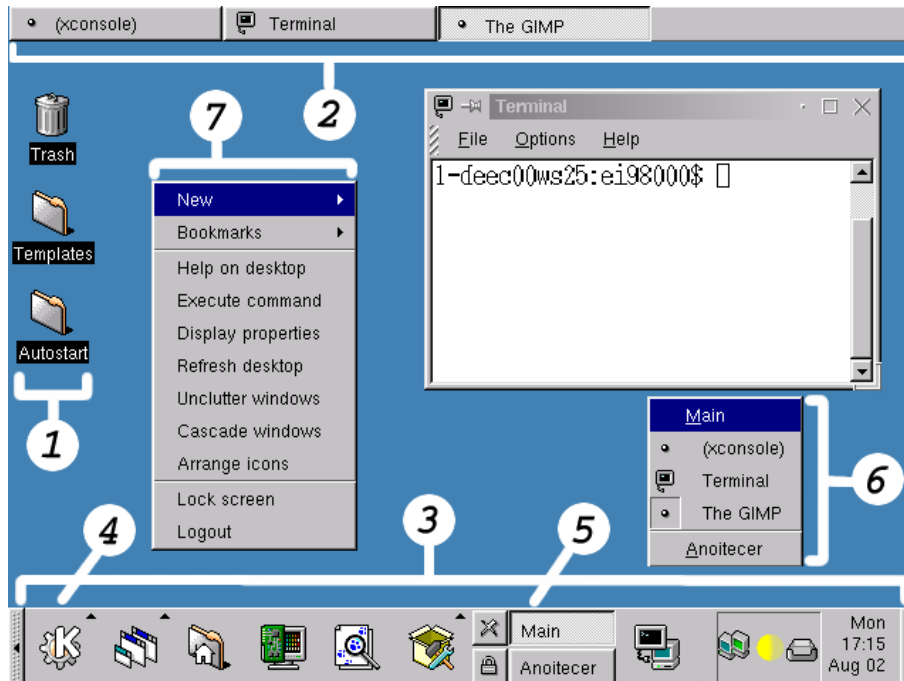 (xconsole)
Terminal
The GIMP
2
7
Trash
Templates
Autostart
1
New
Bookmarks
Help on desktop
Execute command
Display properties
Refresh desktop
Unclutter windows
Cascade windows
Arrange icons
Lock screen
Logout
Terminal
File Options Help
1-deec00ws25:ei98000$
Main
(xconsole)
Terminal
The GIMP
Anoitecer
6
4
3
5
K
Main
Anoitecer
Mon
17:15
Aug 02